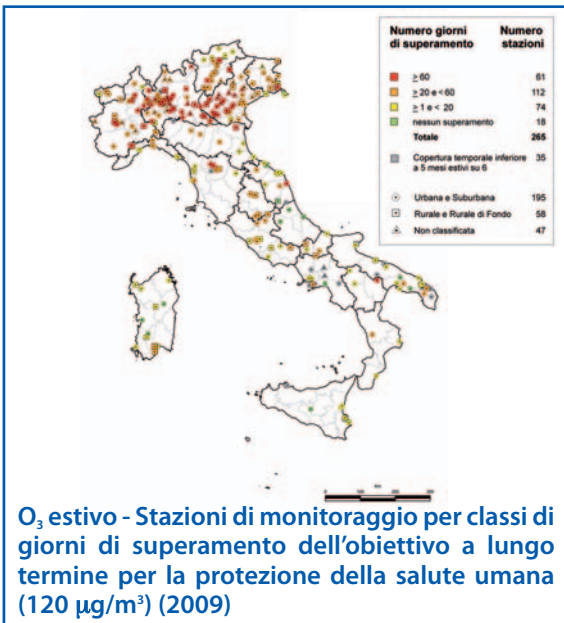 Numero giorni di superamento Numero stazioni
≥ 60 61
≥ 20 e < 60 112
≥ 1 e < 20 74
nessun superamento 18
Totale 265
Copertura temporale inferiore 35
a 5 mesi estivi su 6
Urbana e Suburbana 195
Rurale e Rurale di Fondo 58
Non classificata 47
O₃ estivo - Stazioni di monitoraggio per classi di
giorni di superamento dell'obiettivo a lungo
termine per la protezione della salute umana
(120 µg/m³) (2009)